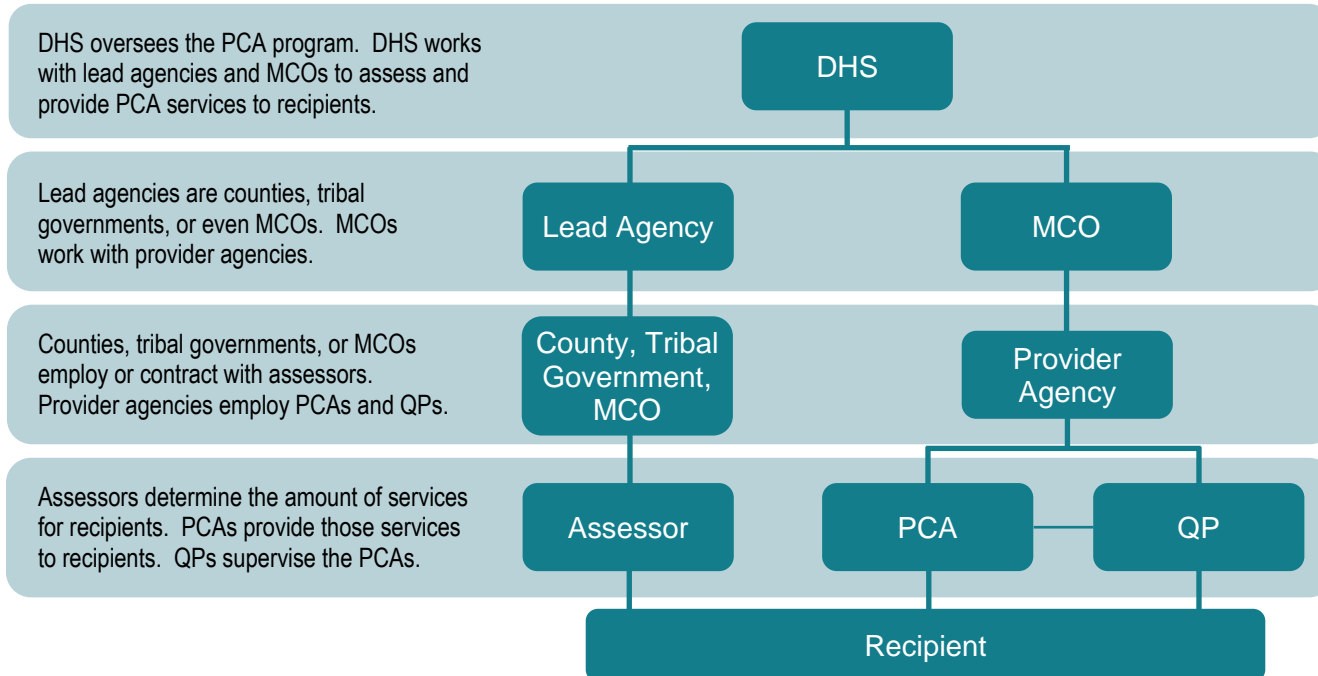 DHS oversees the PCA program. DHS works
with lead agencies and MCOs to assess and
provide PCA services to recipients.
DHS
Lead agencies are counties, tribal
governments, or even MCOs. MCOs
work with provider agencies.
Lead Agency
MCO
Counties, tribal governments, or MCOs
employ or contract with assessors.
Provider agencies employ PCAs and QPs.
County, Tribal
Government,
MCO
Provider
Agency
Assessors determine the amount of services
for recipients. PCAs provide those services
to recipients. QPs supervise the PCAs.
Assessor
PCA
QP
Recipient